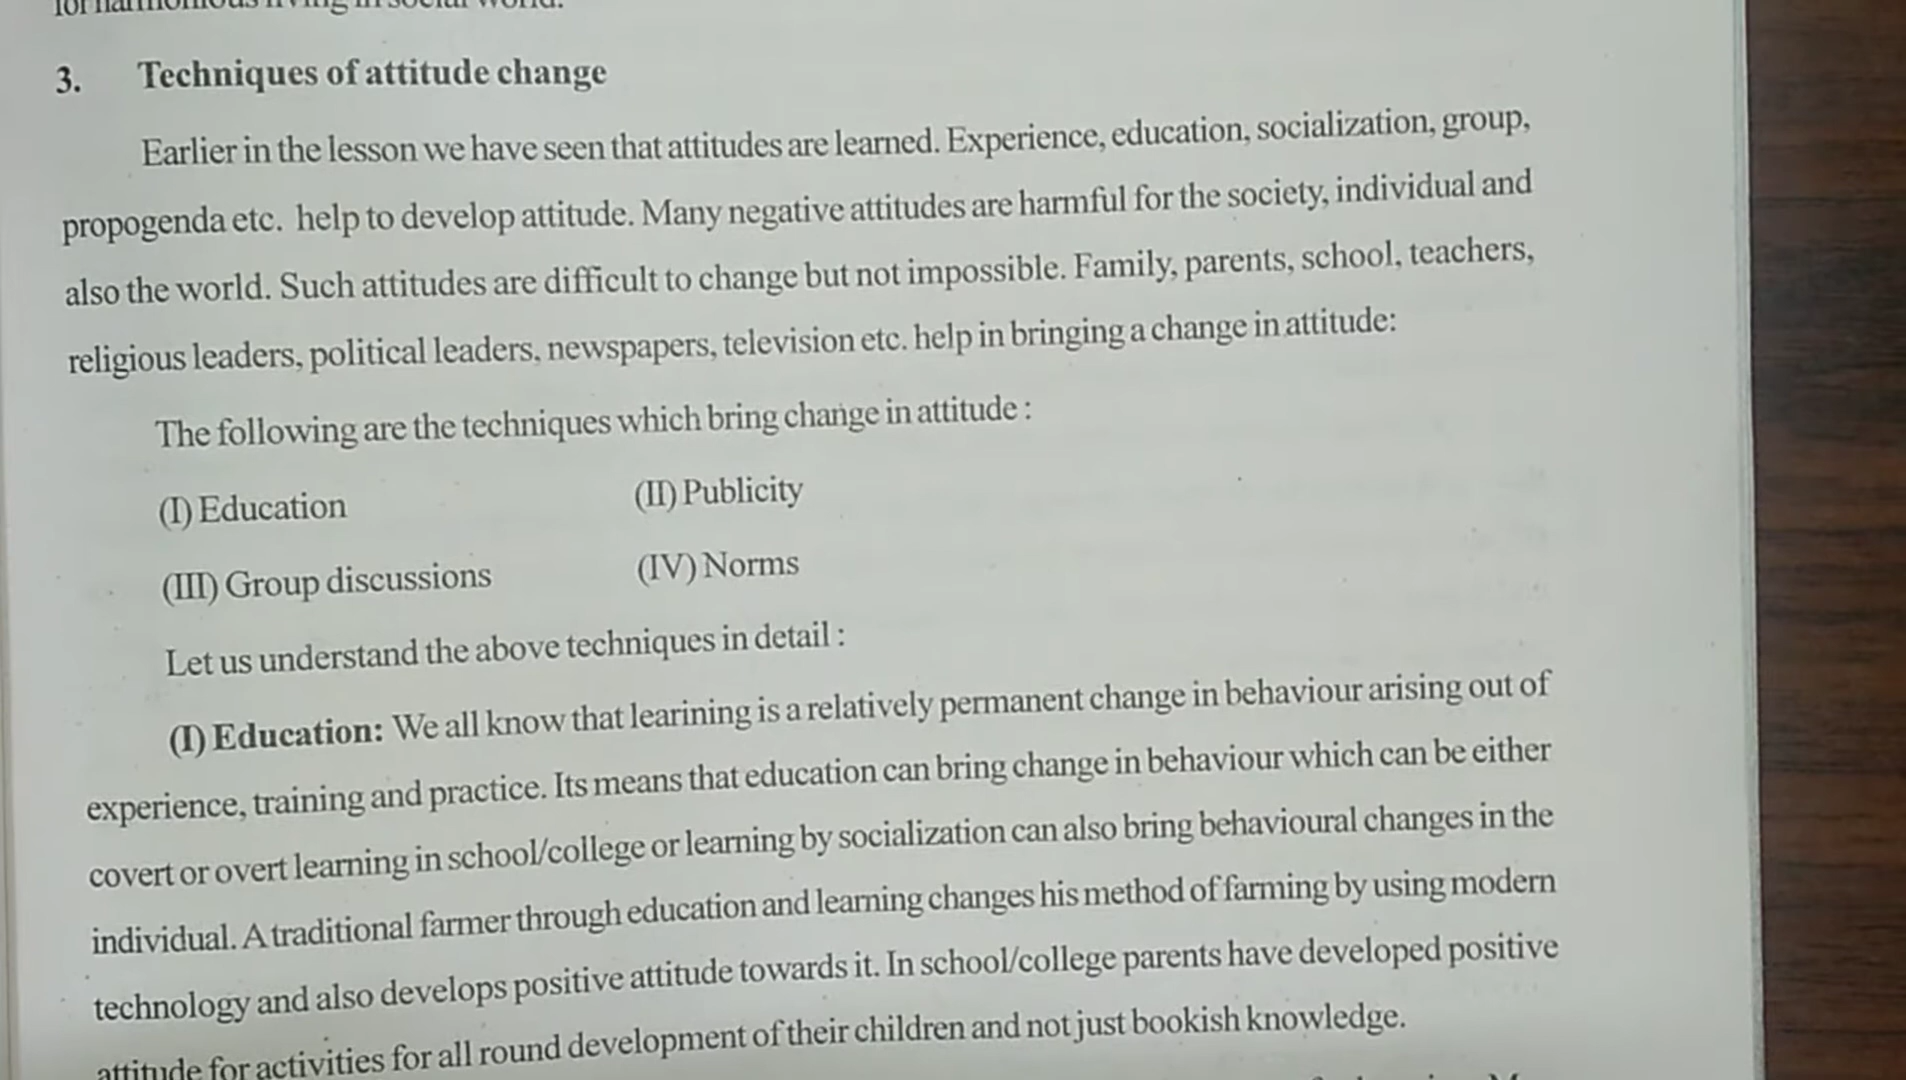 for harmonious living in social world.
3. Techniques of attitude change
Earlier in the lesson we have seen that attitudes are learned. Experience, education, socialization, group,
propogenda etc. help to develop attitude. Many negative attitudes are harmful for the society, individual and
also the world. Such attitudes are difficult to change but not impossible. Family, parents, school, teachers,
religious leaders, political leaders, newspapers, television etc. help in bringing a change in attitude:
The following are the techniques which bring change in attitude :
(I) Education (II) Publicity
(III) Group discussions (IV) Norms
Let us understand the above techniques in detail :
(I) Education: We all know that learining is a relatively permanent change in behaviour arising out of
experience, training and practice. Its means that education can bring change in behaviour which can be either
covert or overt learning in school/college or learning by socialization can also bring behavioural changes in the
individual. A traditional farmer through education and learning changes his method of farming by using modern
technology and also develops positive attitude towards it. In school/college parents have developed positive
attitude for activities for all round development of their children and not just bookish knowledge.